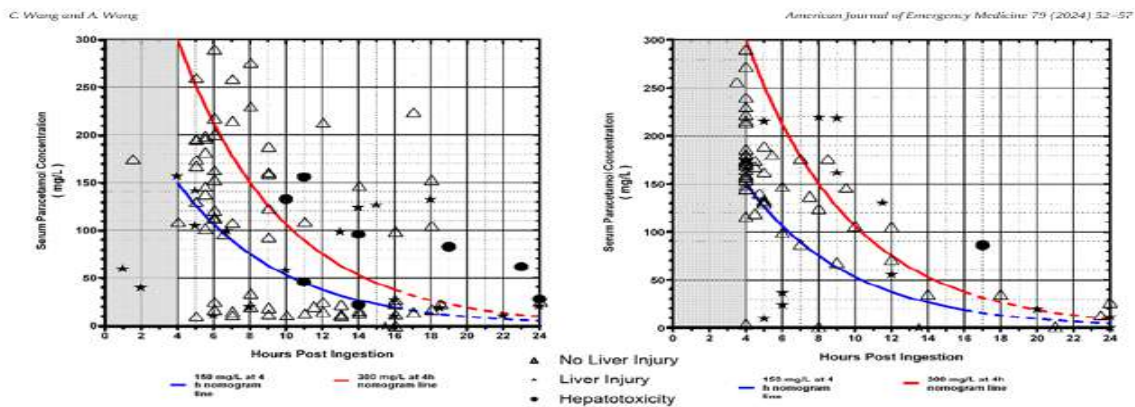 C. Wang and A. Wong
American Journal of Emergency Medicine 79 (2024) 52–57
300
250
200
150
100
50
0
Serum Paracetamol Concentration
( mg/L)
0 2 4 6 8 10 12 14 16 18 20 22 24
Hours Post Ingestion
150 mg/L at 4
h nomogram
line
300 mg/L at 4h
nomogram line
No Liver Injury
Liver Injury
Hepatotoxicity
300
250
200
150
100
50
0
Serum Paracetamol Concentration
( mg/L)
0 2 4 6 8 10 12 14 16 18 20 22 24
Hours Post Ingestion
150 mg/L at 4
h nomogram
line
300 mg/L at 4h
nomogram line